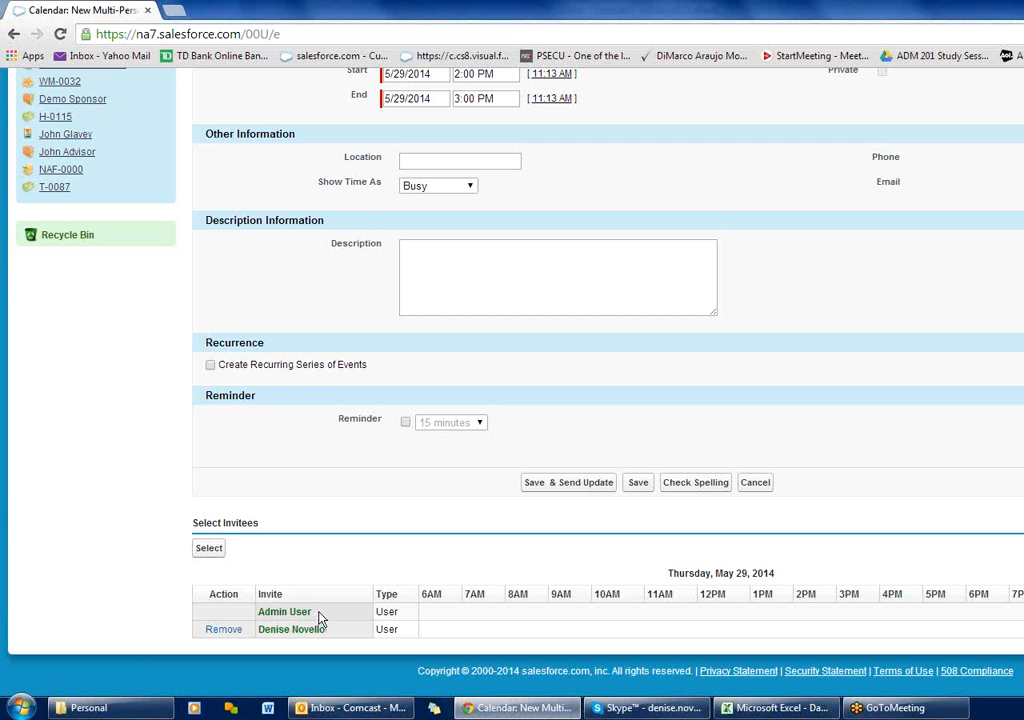 Calendar: New Multi-Pers
https://na7.salesforce.com/00U/e
Apps Inbox - Yahoo Mail TD Bank Online Ban... salesforce.com - Cu... https://c.cs8.visual.f... PSECU - One of the l... DiMarco Araujo Mo... StartMeeting - Meet... ADM 201 Study Sess... Aol
WM-0032
Demo Sponsor
H-0115
John Glavey
John Advisor
NAF-0000
T-0087
Recycle Bin
Start 5/29/2014 2:00 PM [ 11:13 AM ] Private
End 5/29/2014 3:00 PM [ 11:13 AM ]
Other Information
Location Phone
Show Time As Busy Email
Description Information
Description
Recurrence
Create Recurring Series of Events
Reminder
Reminder 15 minutes
Save & Send Update Save Check Spelling Cancel
Select Invitees
Select
Thursday, May 29, 2014
Action Invite Type 6AM 7AM 8AM 9AM 10AM 11AM 12PM 1PM 2PM 3PM 4PM 5PM 6PM 7P
Admin User User
Remove Denise Novello User
Copyright © 2000-2014 salesforce.com, inc. All rights reserved. | Privacy Statement | Security Statement | Terms of Use | 508 Compliance
Personal Inbox - Comcast - M... Calendar: New Multi... Skype™ - denise.nov... Microsoft Excel - Da... GoToMeeting